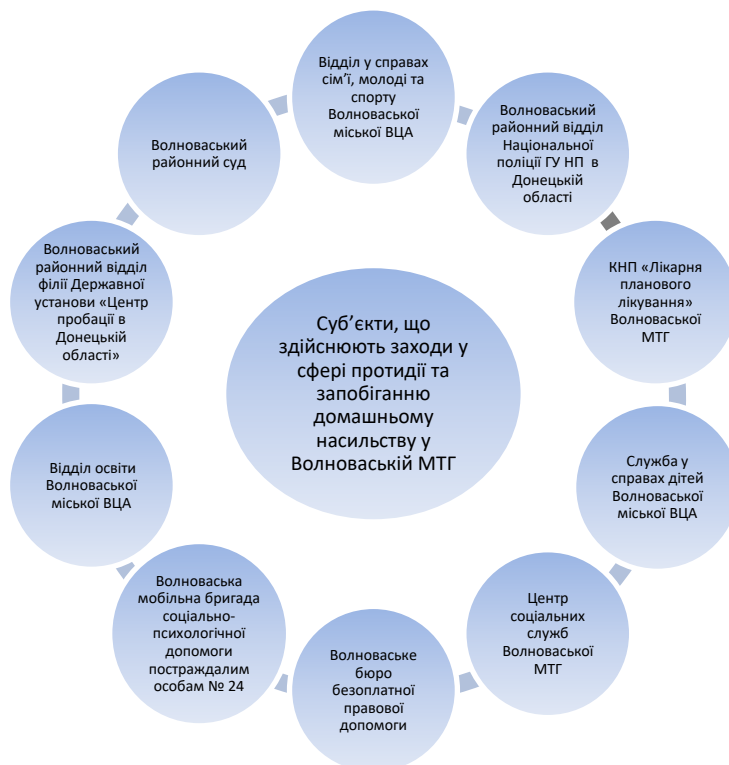 Відділ у справах
сім’ї, молоді та
спорту
Волноваської
міської ВЦА
Волноваський
районний відділ
Національної
поліції ГУ НП в
Донецькій
області
КНП «Лікарня
планового
лікування»
Волноваської
МТГ
Служба у
справах дітей
Волноваської
міської ВЦА
Центр
соціальних
служб
Волноваської
МТГ
Волноваське
бюро
безоплатної
правової
допомоги
Волноваська
мобільна бригада
соціально-
психологічної
допомоги
постраждалим
особам № 24
Відділ освіти
Волноваської
міської ВЦА
Волноваський
районний відділ
філії Державної
установи «Центр
пробації в
Донецькій
області»
Волноваський
районний суд
Суб’єкти, що
здійснюють заходи у
сфері протидії та
запобіганню
домашньому
насильству у
Волноваській МТГ